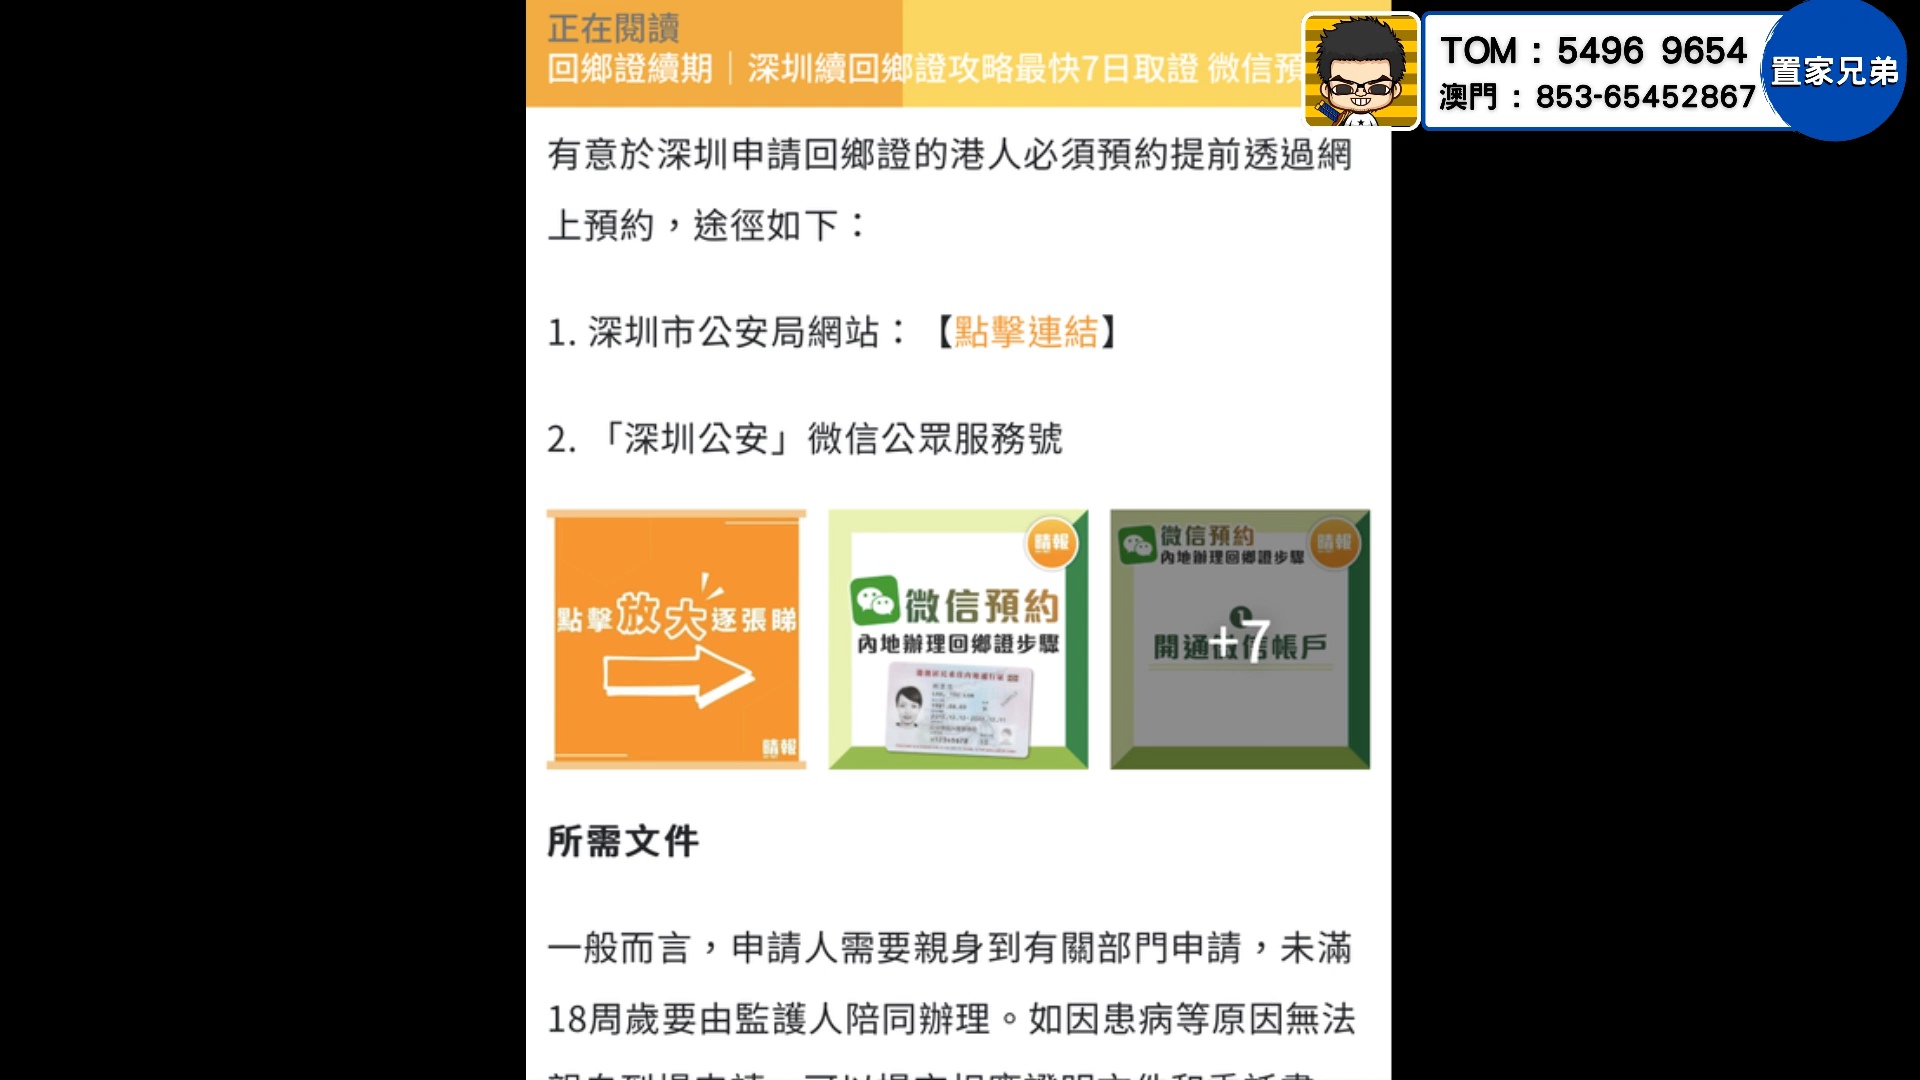 正在閱讀
回鄉證續期｜深圳續回鄉證攻略最快7日取證 微信預
TOM : 5496 9654
澳門 : 853-65452867
置家兄弟
有意於深圳申請回鄉證的港人必須預約提前透過網
上預約，途徑如下：
1. 深圳市公安局網站：【點擊連結】
2. 「深圳公安」微信公眾服務號
點擊放大逐張睇
晴報
晴報
微信預約
內地辦理回鄉證步驟
微信預約
內地辦理回鄉證步驟
晴報
1
開通微信帳戶
+7
所需文件
一般而言，申請人需要親身到有關部門申請，未滿
18周歲要由監護人陪同辦理。如因患病等原因無法